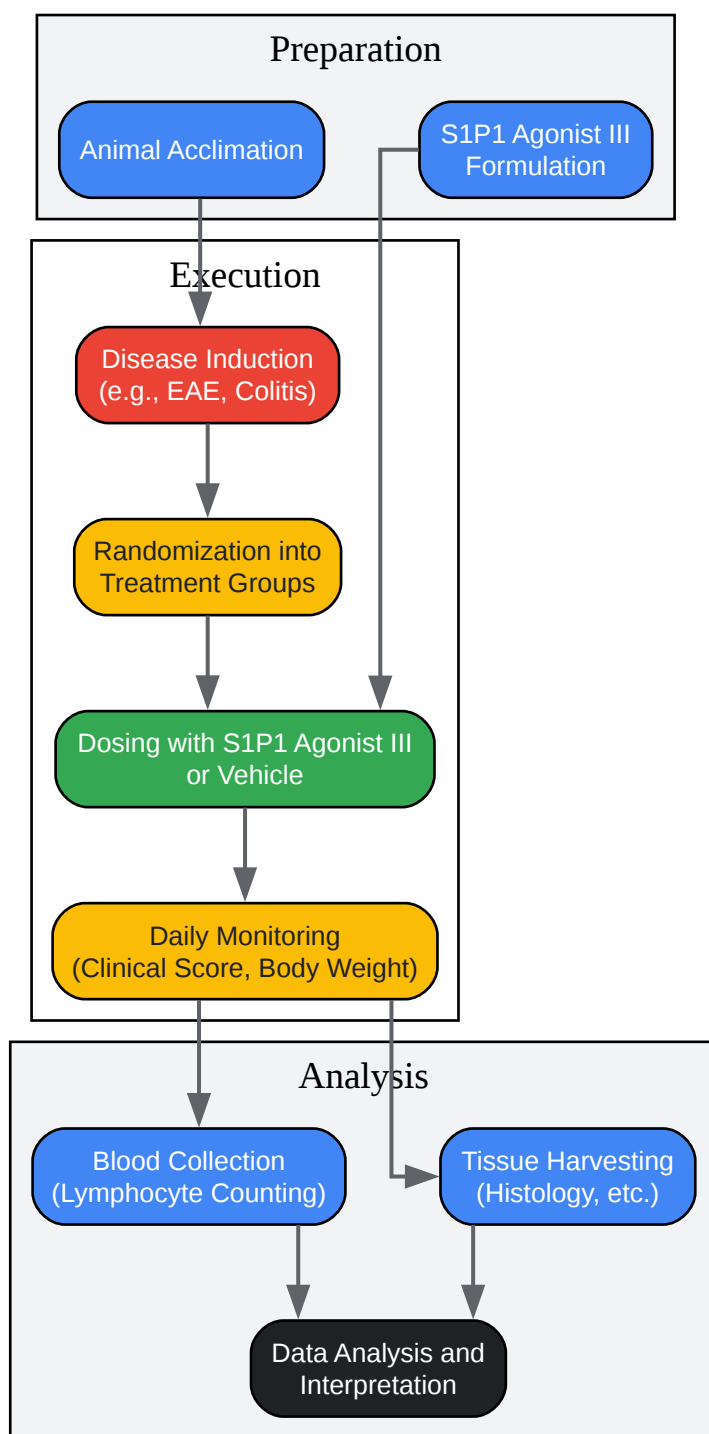 Preparation
Animal Acclimation
S1P1 Agonist III
Formulation
Execution
Disease Induction
(e.g., EAE, Colitis)
Randomization into
Treatment Groups
Dosing with S1P1 Agonist III
or Vehicle
Daily Monitoring
(Clinical Score, Body Weight)
Analysis
Blood Collection
(Lymphocyte Counting)
Tissue Harvesting
(Histology, etc.)
Data Analysis and
Interpretation